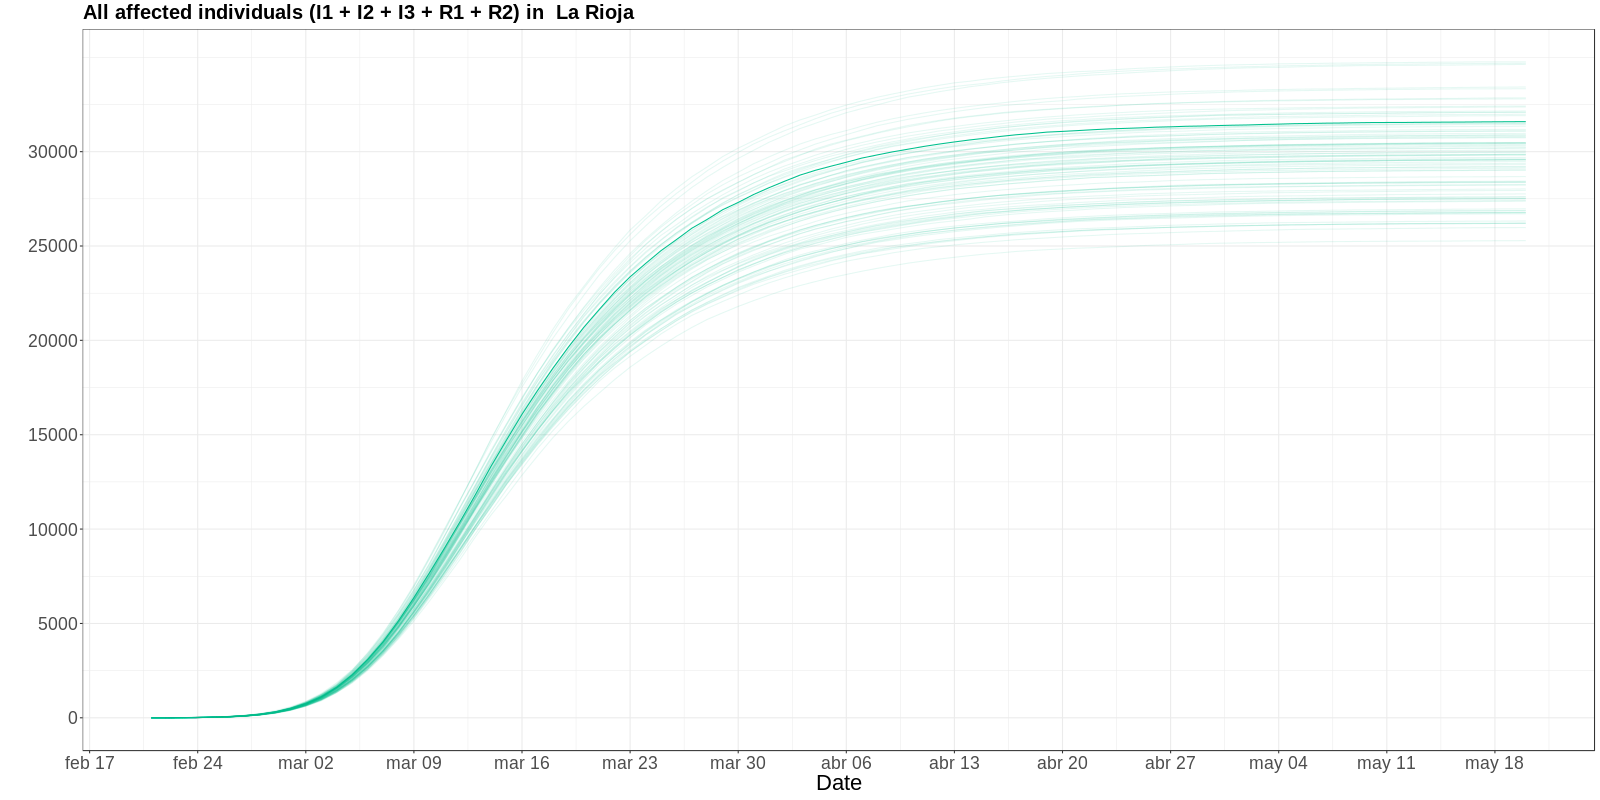 All affected individuals (I1 + I2 + I3 + R1 + R2) in  La Rioja
30000
25000
20000
15000
10000
5000
0
feb 17 feb 24 mar 02 mar 09 mar 16 mar 23 mar 30 abr 06 abr 13 abr 20 abr 27 may 04 may 11 may 18
Date